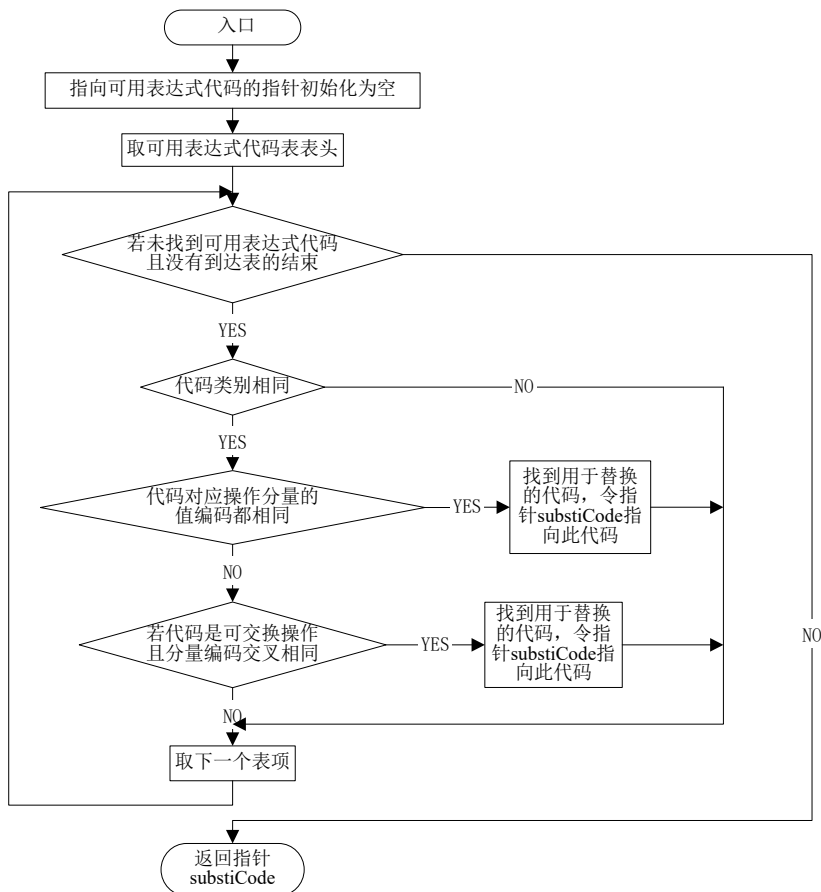 入口
指向可用表达式代码的指针初始化为空
取可用表达式代码表表头
若未找到可用表达式代码
且没有到达表的结束
YES
代码类别相同
NO
YES
代码对应操作分量的
值编码都相同
YES
找到用于替换
的代码，令指
针substiCode指
向此代码
NO
若代码是可交换操作
且分量编码交叉相同
YES
找到用于替换
的代码，令指
针substiCode指
向此代码
NO
NO
取下一个表项
返回指针
substiCode